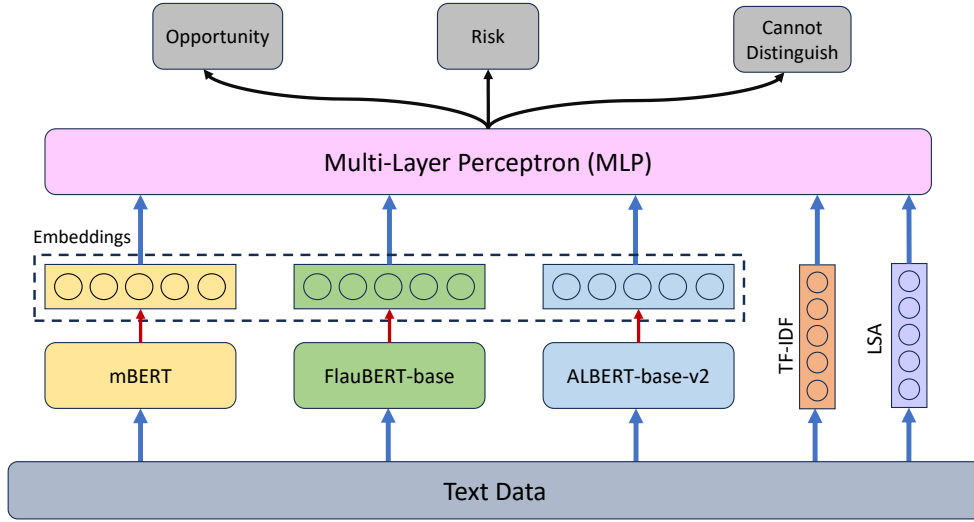 Opportunity
Risk
Cannot
Distinguish
Multi-Layer Perceptron (MLP)
Embeddings
mBERT
FlauBERT-base
ALBERT-base-v2
TF-IDF
LSA
Text Data